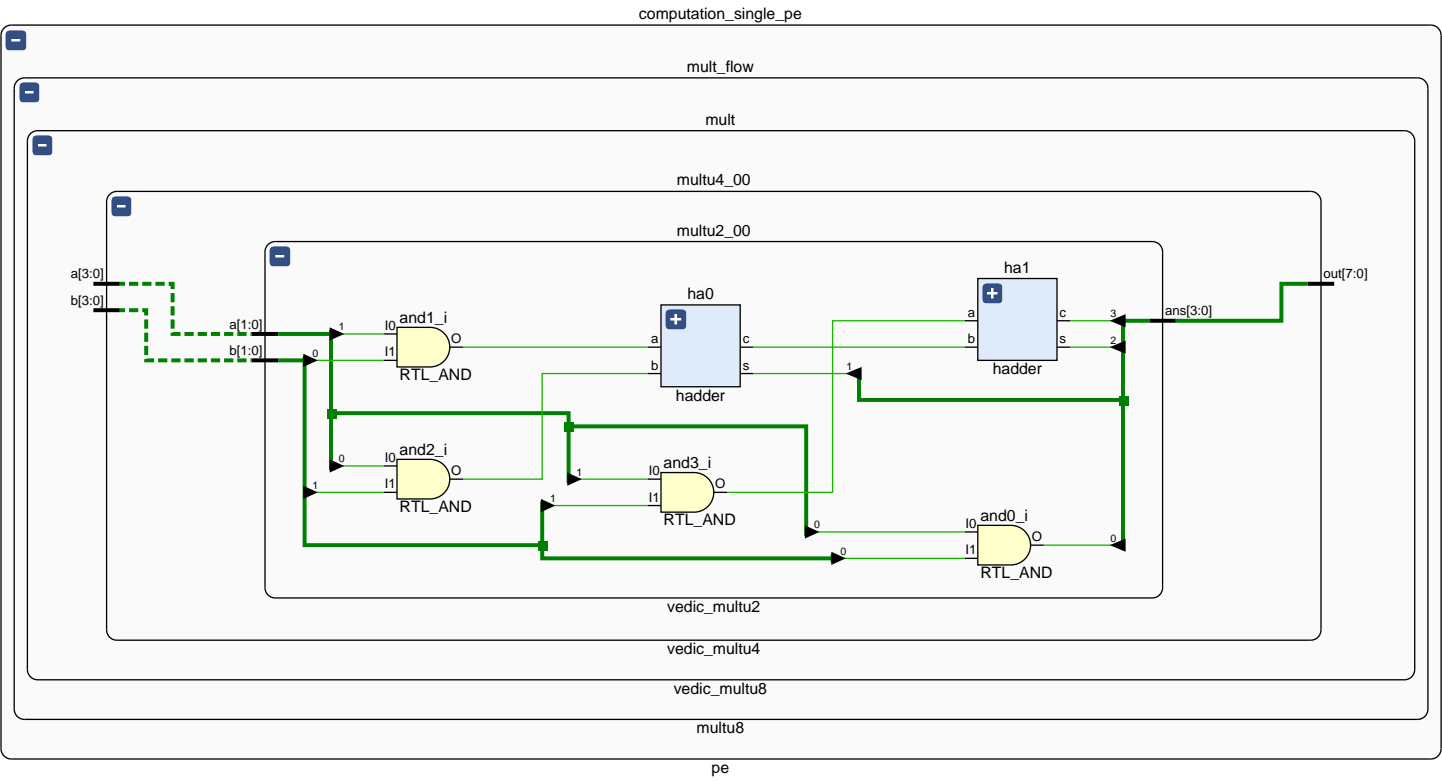 computation_single_pe
mult_flow
mult
multu4_00
multu2_00
ha1
a[3:0]
out[7:0]
ha0
b[3:0]
and1_i
a
c
3
ans[3:0]
a[1:0]
1
I0
O
a
c
b
s
2
b[1:0]
0
I1
RTL_AND
b
s
1
hadder
hadder
and2_i
0
I0
O
and3_i
1
I0
O
1
I1
RTL_AND
1
I1
RTL_AND
and0_i
0
I0
O
0
0
I1
RTL_AND
vedic_multu2
vedic_multu4
vedic_multu8
multu8
pe